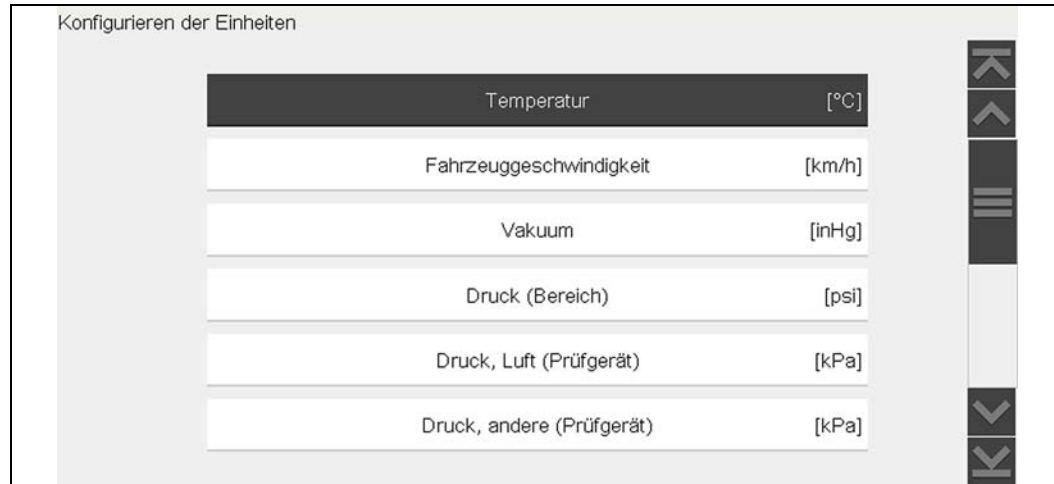 Konfigurieren der Einheiten
Temperatur [°C]
Fahrzeuggeschwindigkeit [km/h]
Vakuum [inHg]
Druck (Bereich) [psi]
Druck, Luft (Prüfgerät) [kPa]
Druck, andere (Prüfgerät) [kPa]